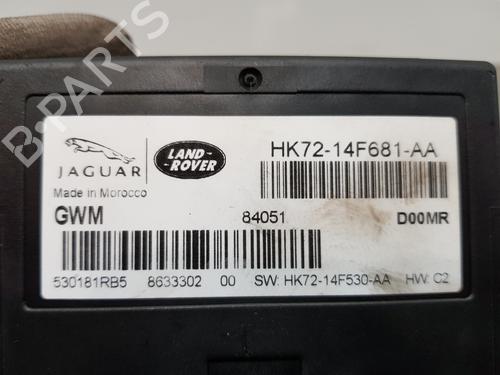 B-PARTS
JAGUAR
LAND-
ROVER
HK72-14F681-AA
Made in Morocco
GWM 84051 D00MR
530181RB5 8633302 00 SW: HK72-14F530-AA HW: C2